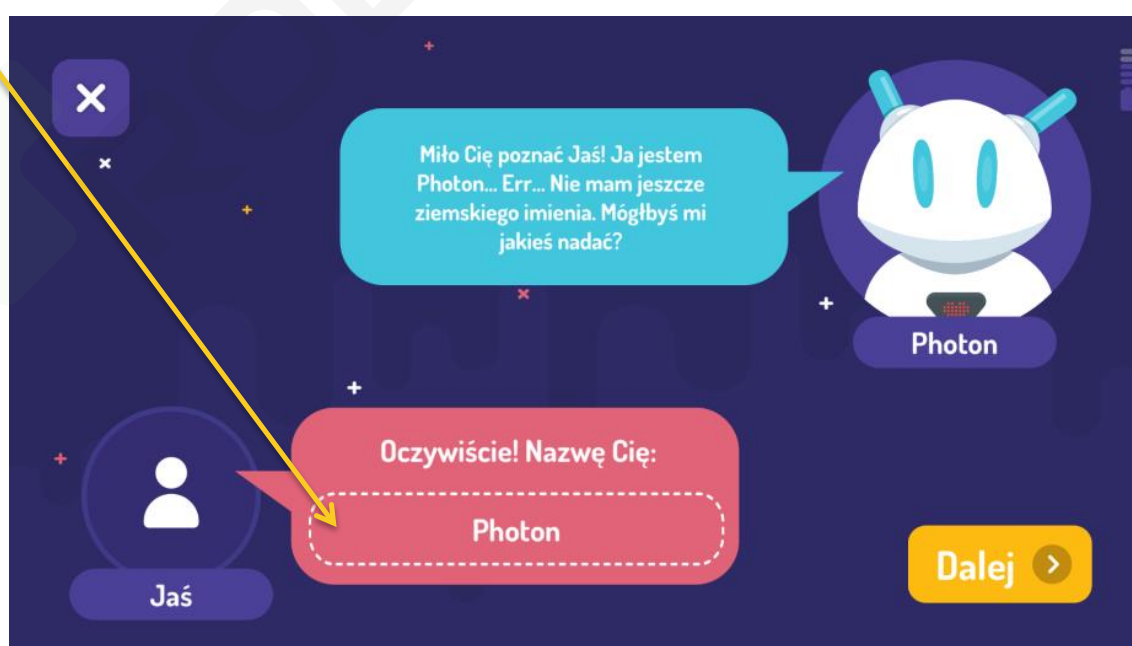 Miło Cię poznać Jaś! Ja jestem
Photon... Err... Nie mam jeszcze
ziemskiego imienia. Mógłbyś mi
jakieś nadać?
Photon
Oczywiście! Nazwę Cię:
Photon
Jaś
Dalej